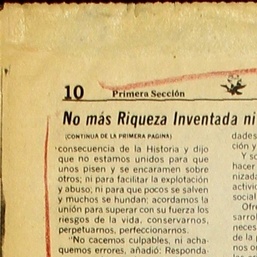 10 Primera Sección
No más Riqueza Inventada ni
(CONTINUA DE LA PRIMERA PAGINA)
consecuencia de la Historia y dijo
que no estamos unidos para que
unos pisen y se encaramen sobre
otros; ni para facilitar la explotación
y abuso; ni para que pocos se salven
y muchos se hundan: acordamos la
unión para superar con su fuerza los
riesgos de la vida, conservarnos,
perpetuarnos, perfeccionarnos.
"No nacemos culpables, ni acha-
quemos errores, añadió: Responda-
dades
ción y
Y so
hacer
nizada
activid
social
Ofre
sarrol
neces
de la p
nos o